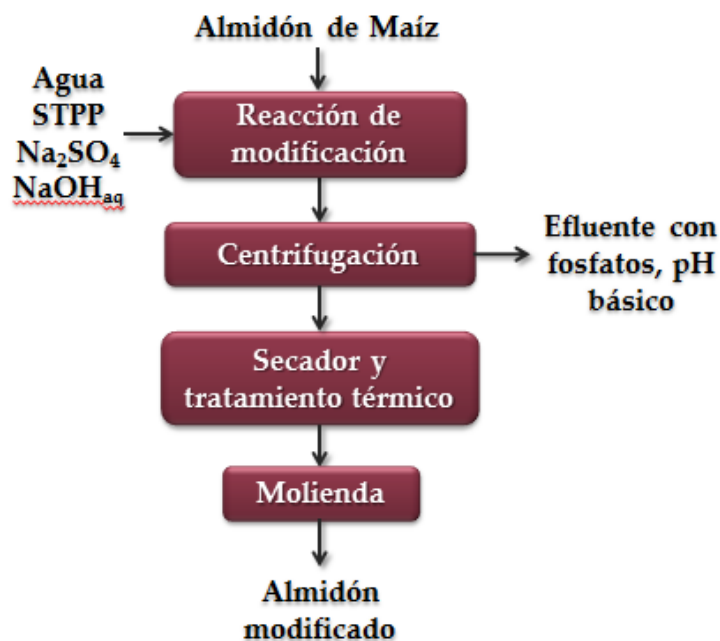 Almidón de Maíz
Agua
STPP
Na₂SO₄
NaOHaq
Reacción de
modificación
Centrifugación
Efluente con
fosfatos, pH
básico
Secador y
tratamiento térmico
Molienda
Almidón
modificado